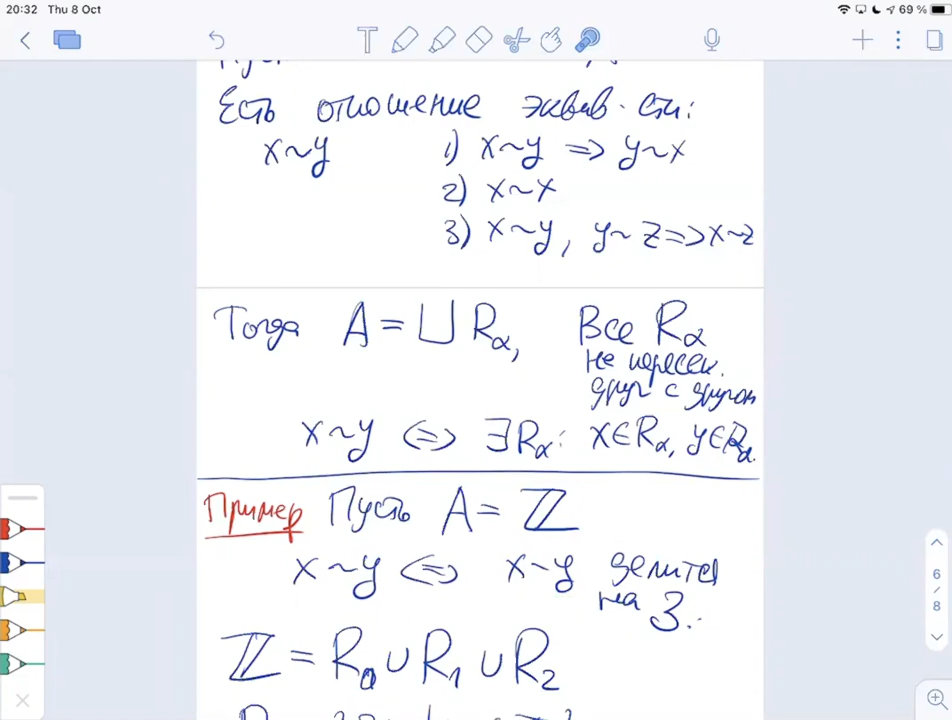 20:32 Thu 8 Oct
69 %
Есть отношение эквив-сти:
x~y 1) x~y => y~x
2) x~x
3) x~y, y~z => x~z
Тогда A = ⊔ Rα, Все Rα
не пересек.
друг с другом
x~y <=> ∃Rα: x∈Rα, y∈Rα.
Пример Пусть A = ℤ
x~y <=> x-y делится
на 3.
ℤ = R₀ ∪ R₁ ∪ R₂
6
/
8